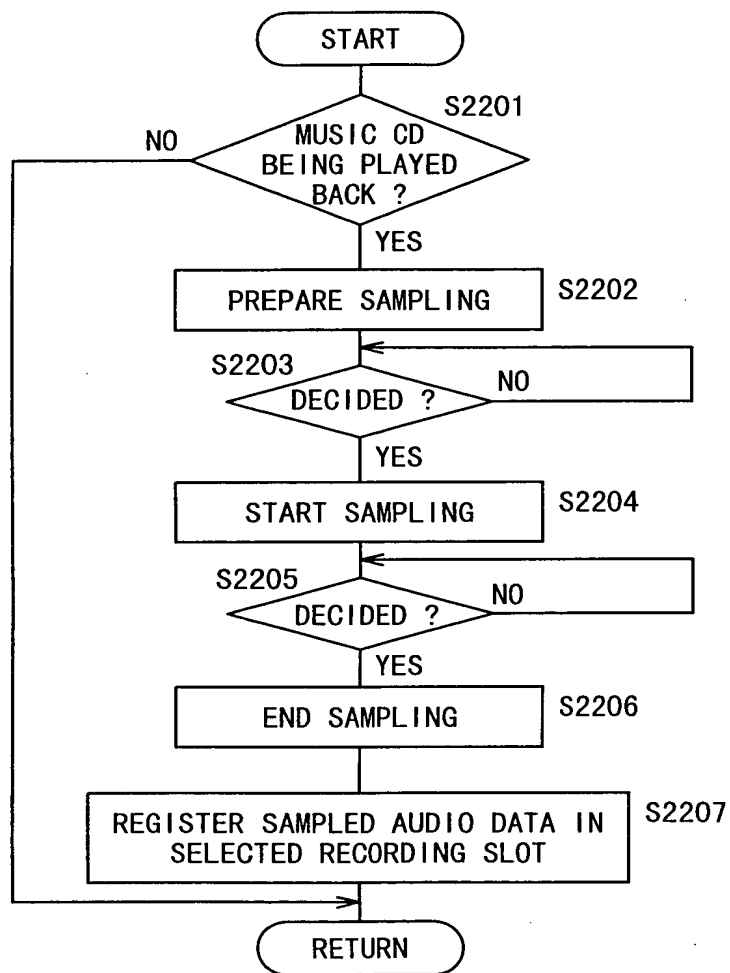 START
S2201
NO
MUSIC CD
BEING PLAYED
BACK ?
YES
PREPARE SAMPLING
S2202
S2203
DECIDED ?
NO
YES
START SAMPLING
S2204
S2205
DECIDED ?
NO
YES
END SAMPLING
S2206
REGISTER SAMPLED AUDIO DATA IN
SELECTED RECORDING SLOT
S2207
RETURN